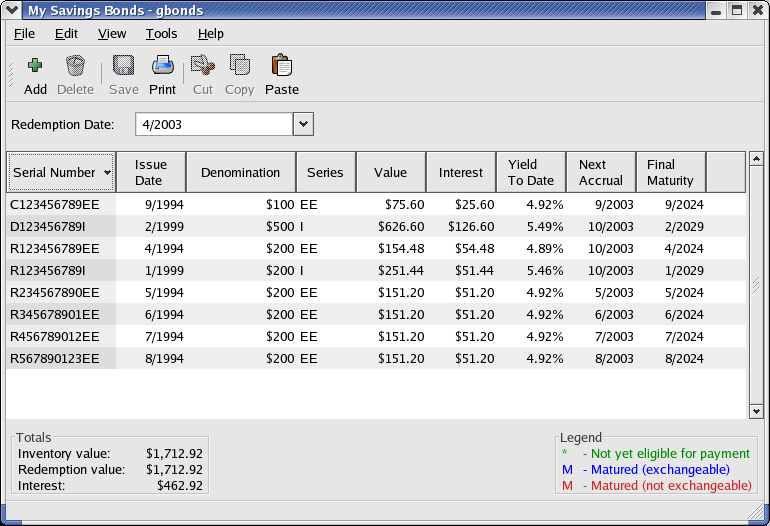 My Savings Bonds - gbonds
File Edit View Tools Help
Add Delete Save Print Cut Copy Paste
Redemption Date: 4/2003
Serial Number Issue Date Denomination Series Value Interest Yield To Date Next Accrual Final Maturity
C123456789EE 9/1994 $100 EE $75.60 $25.60 4.92% 9/2003 9/2024
D123456789I 2/1999 $500 I $626.60 $126.60 5.49% 10/2003 2/2029
R123456789EE 4/1994 $200 EE $154.48 $54.48 4.89% 10/2003 4/2024
R123456789I 1/1999 $200 I $251.44 $51.44 5.46% 10/2003 1/2029
R234567890EE 5/1994 $200 EE $151.20 $51.20 4.92% 5/2003 5/2024
R345678901EE 6/1994 $200 EE $151.20 $51.20 4.92% 6/2003 6/2024
R456789012EE 7/1994 $200 EE $151.20 $51.20 4.92% 7/2003 7/2024
R567890123EE 8/1994 $200 EE $151.20 $51.20 4.92% 8/2003 8/2024
Totals
Inventory value: $1,712.92
Redemption value: $1,712.92
Interest: $462.92
Legend
* - Not yet eligible for payment
M - Matured (exchangeable)
M - Matured (not exchangeable)